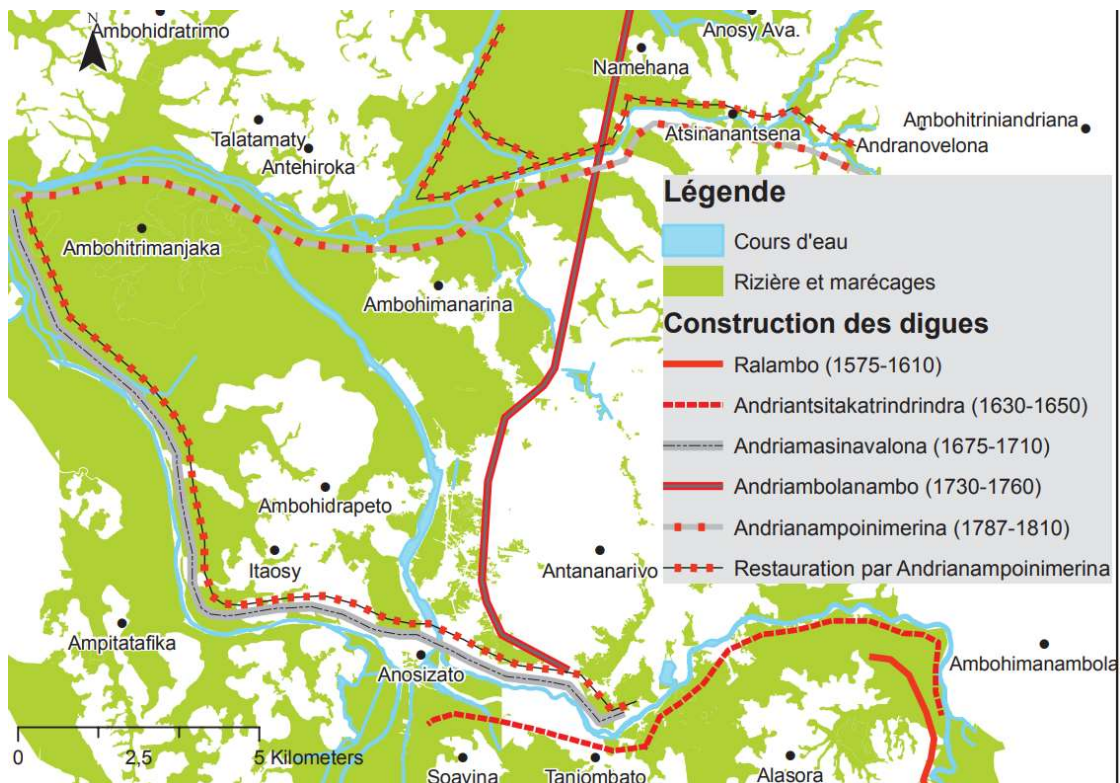 N
Ambohidratrimo
Anosy Ava.
Namehana
Talatamaty
Antehiroka
Atsinanantsena
Ambohitriniandriana
Andranovelona
Ambohitrimanjaka
Ambohimanarina
Légende
Cours d'eau
Rizière et marécages
Construction des digues
Ralambo (1575-1610)
Andriantsitakatrindrindra (1630-1650)
Andriamasinavalona (1675-1710)
Andriambolanambo (1730-1760)
Andrianampoinimerina (1787-1810)
Restauration par Andrianampoinimerina
Ambohidrapeto
Itaosy
Antananarivo
Ampitatafika
Anosizato
Ambohimanambola
0 2,5 5 Kilometers
Soavina
Tanjombato
Alasora